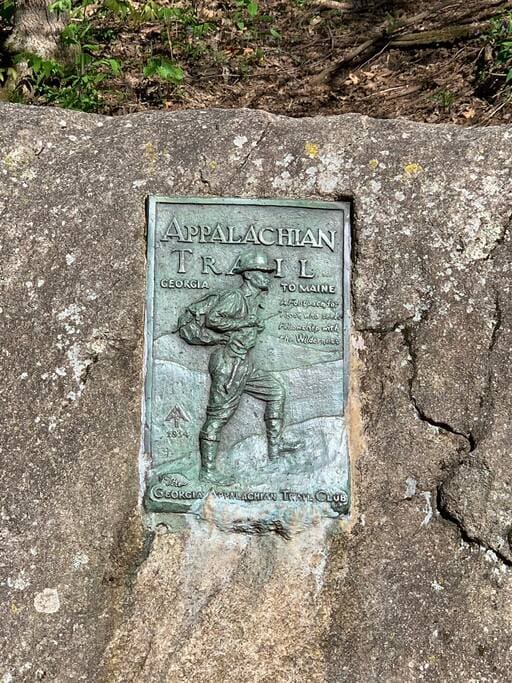 APPALACHIAN
TRAIL
GEORGIA TO MAINE
A Footpath for
those who seek
Fellowship with
the Wilderness
1934
The
GEORGIA APPALACHIAN TRAIL CLUB